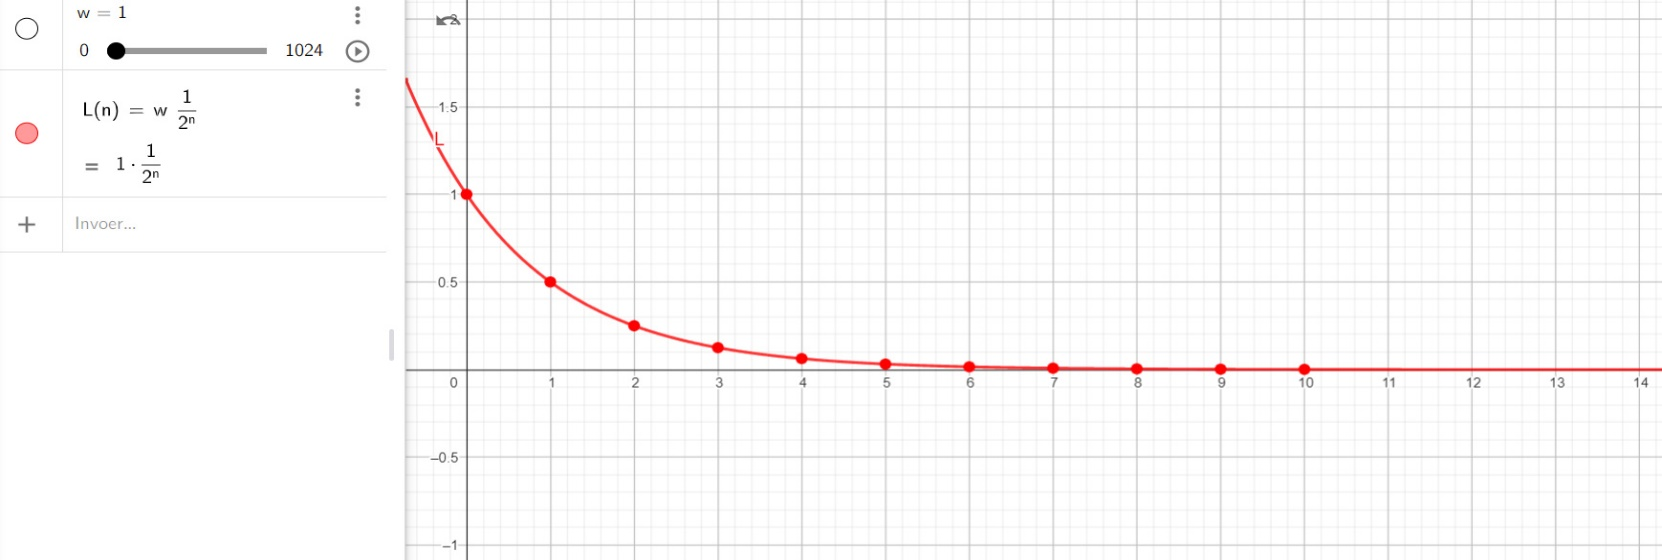 w = 1
0 1024
L(n) = w 1/2ⁿ
= 1 · 1/2ⁿ
+ Invoer...
2
1.5
L
1
0.5
0 1 2 3 4 5 6 7 8 9 10 11 12 13 14
–0.5
–1